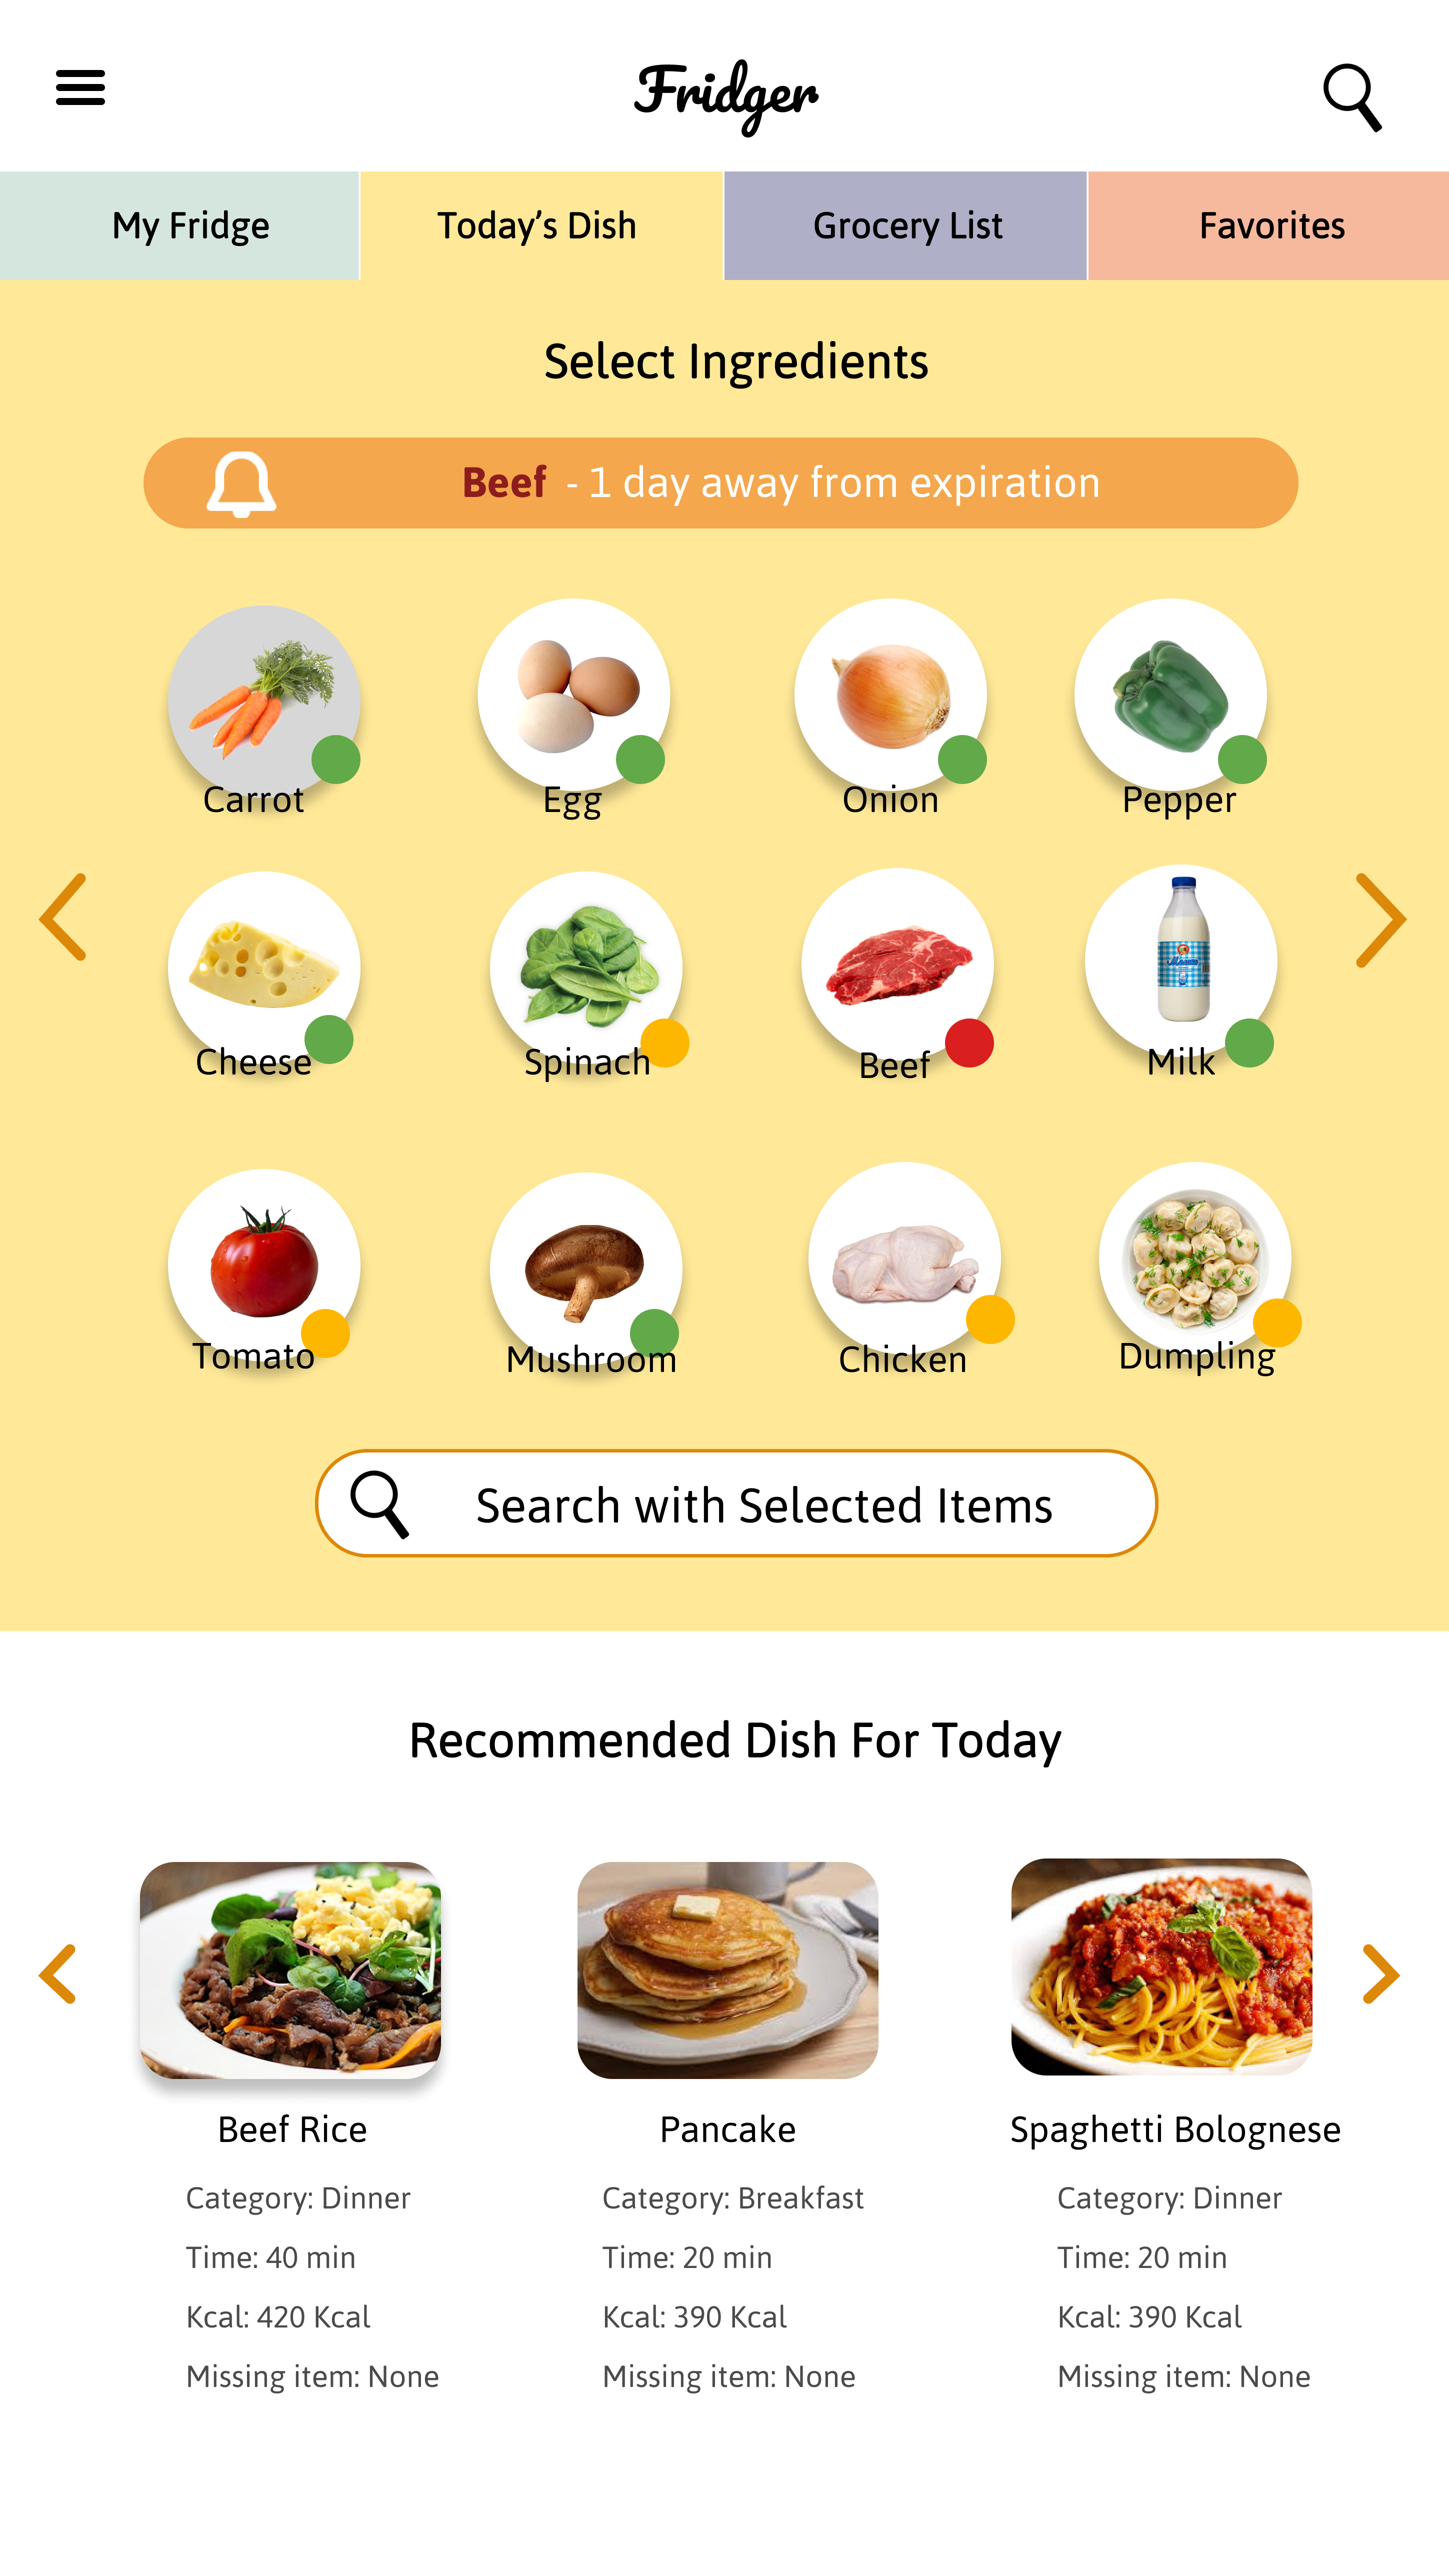 Fridger
My Fridge
Today’s Dish
Grocery List
Favorites
Select Ingredients
Beef - 1 day away from expiration
Carrot
Egg
Onion
Pepper
Cheese
Spinach
Beef
Milk
Tomato
Mushroom
Chicken
Dumpling
Search with Selected Items
Recommended Dish For Today
Beef Rice
Category: Dinner
Time: 40 min
Kcal: 420 Kcal
Missing item: None
Pancake
Category: Breakfast
Time: 20 min
Kcal: 390 Kcal
Missing item: None
Spaghetti Bolognese
Category: Dinner
Time: 20 min
Kcal: 390 Kcal
Missing item: None